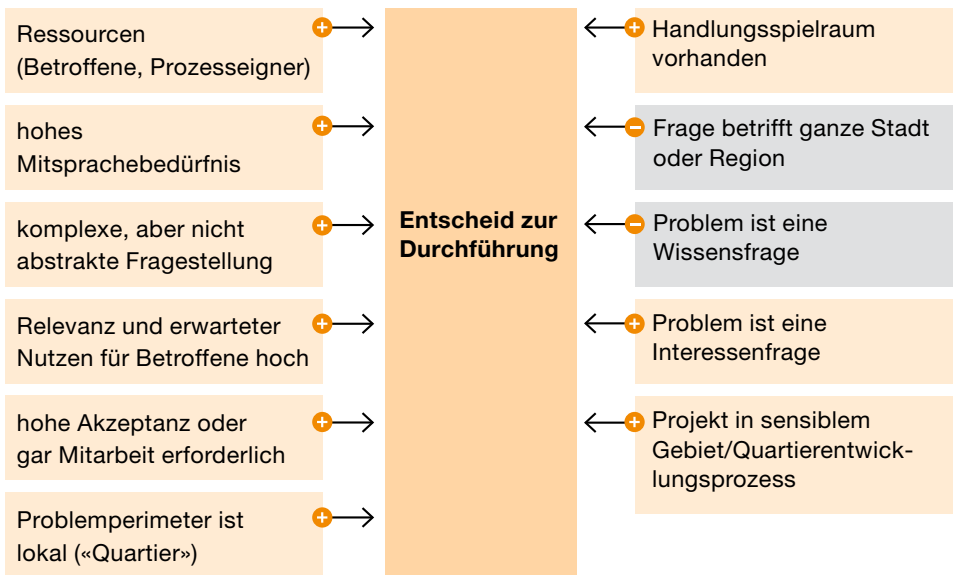 Ressourcen
(Betroffene, Prozesseigner)
hohes
Mitsprachebedürfnis
komplexe, aber nicht
abstrakte Fragestellung
Relevanz und erwarteter
Nutzen für Betroffene hoch
hohe Akzeptanz oder
gar Mitarbeit erforderlich
Problemperimeter ist
lokal («Quartier»)
Entscheid zur
Durchführung
Handlungsspielraum
vorhanden
Frage betrifft ganze Stadt
oder Region
Problem ist eine
Wissensfrage
Problem ist eine
Interessenfrage
Projekt in sensiblem
Gebiet/Quartierentwick-
lungsprozess